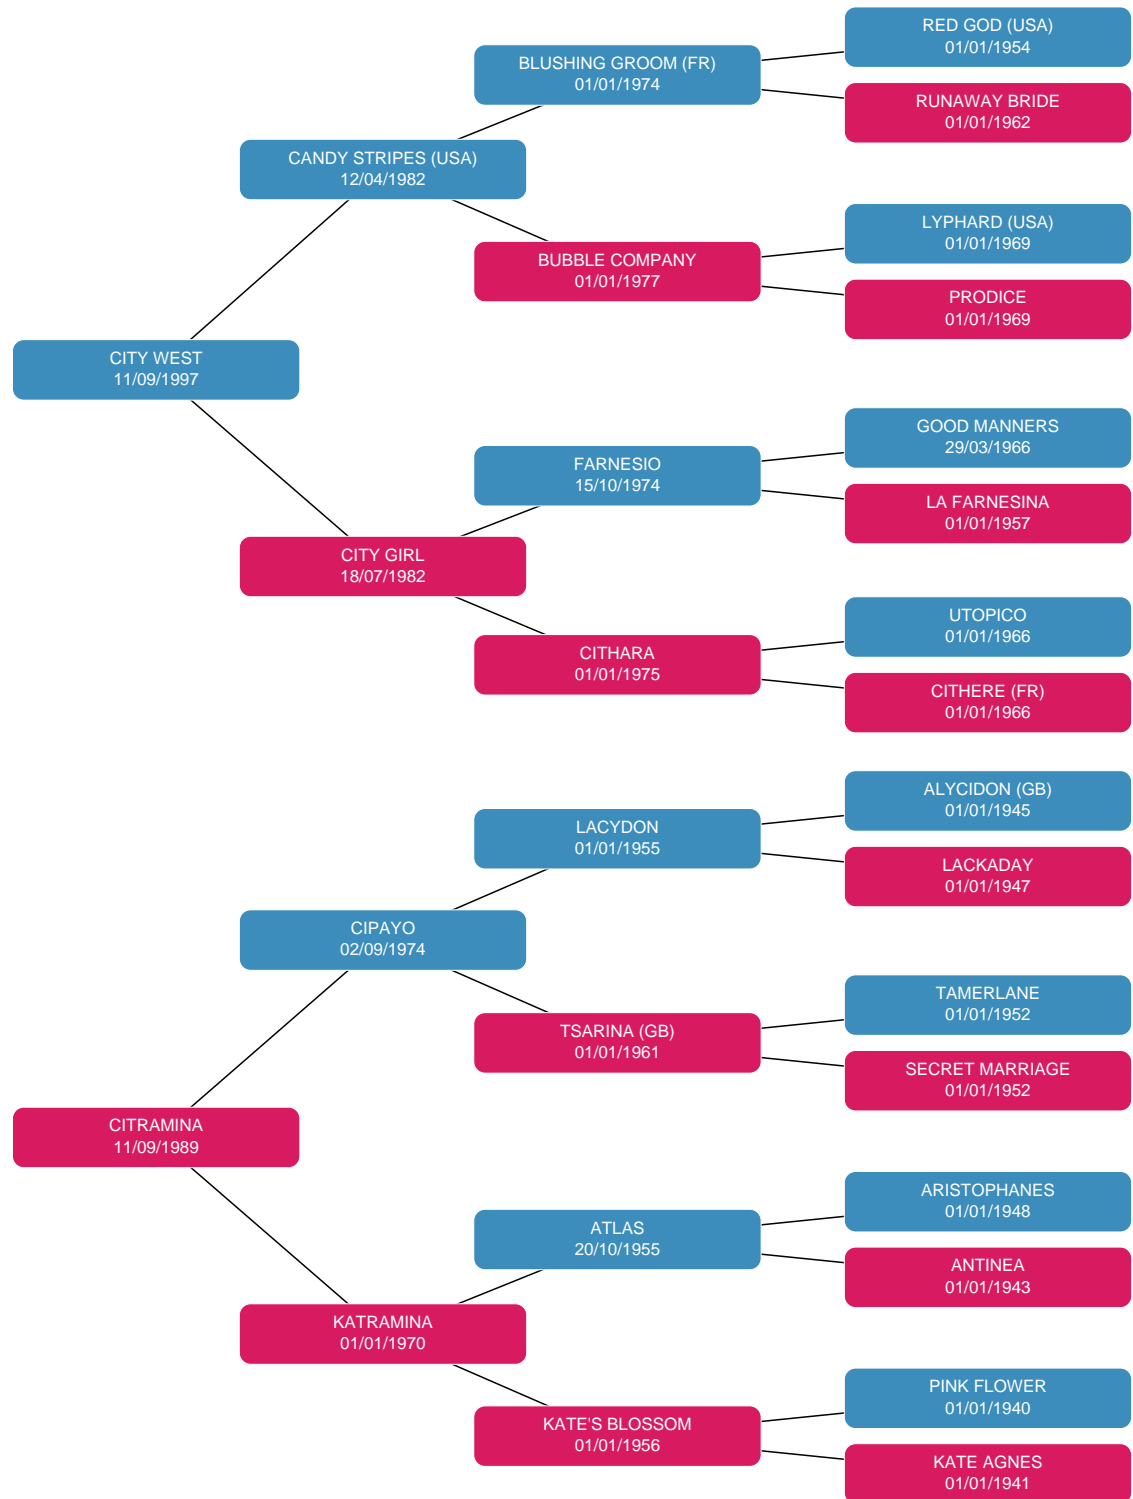 RED GOD (USA)
01/01/1954
BLUSHING GROOM (FR)
01/01/1974
RUNAWAY BRIDE
01/01/1962
CANDY STRIPES (USA)
12/04/1982
LYPHARD (USA)
01/01/1969
BUBBLE COMPANY
01/01/1977
PRODICE
01/01/1969
CITY WEST
11/09/1997
GOOD MANNERS
29/03/1966
FARNESIO
15/10/1974
LA FARNESINA
01/01/1957
CITY GIRL
18/07/1982
UTOPICO
01/01/1966
CITHARA
01/01/1975
CITHERE (FR)
01/01/1966
ALYCIDON (GB)
01/01/1945
LACYDON
01/01/1955
LACKADAY
01/01/1947
CIPAYO
02/09/1974
TAMERLANE
01/01/1952
TSARINA (GB)
01/01/1961
SECRET MARRIAGE
01/01/1952
CITRAMINA
11/09/1989
ARISTOPHANES
01/01/1948
ATLAS
20/10/1955
ANTINEA
01/01/1943
KATRAMINA
01/01/1970
PINK FLOWER
01/01/1940
KATE'S BLOSSOM
01/01/1956
KATE AGNES
01/01/1941